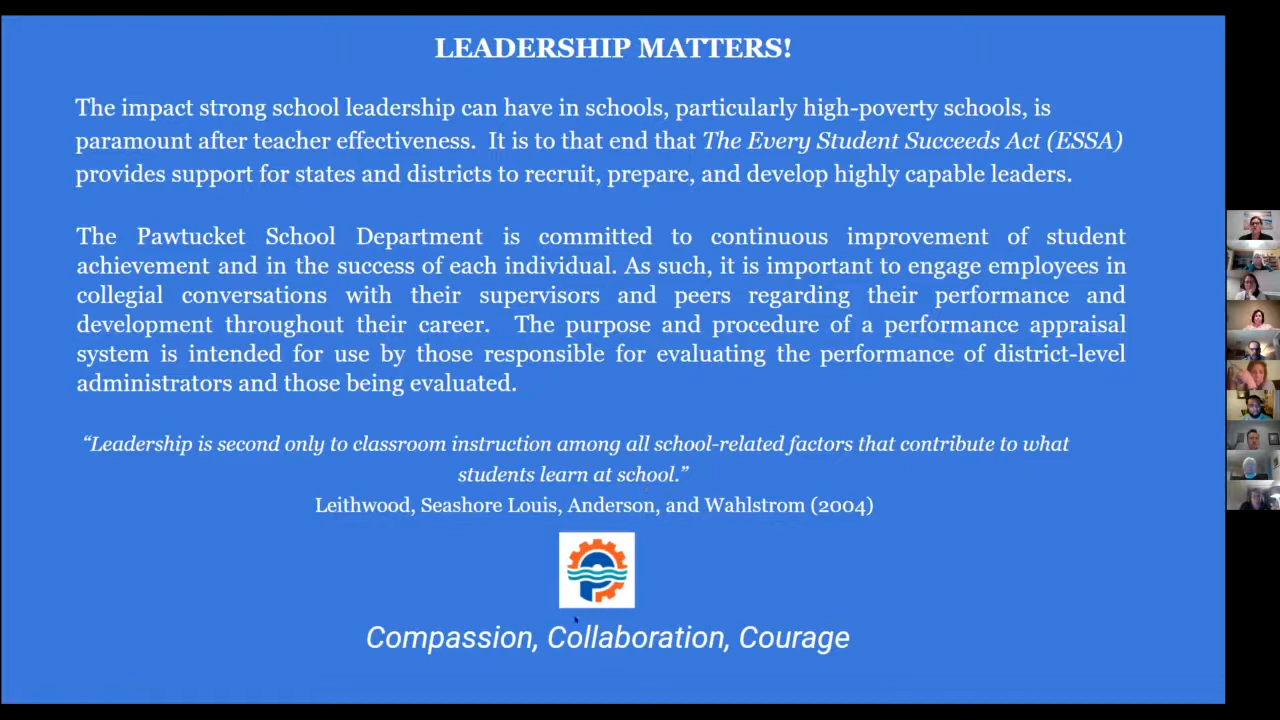 LEADERSHIP MATTERS!
The impact strong school leadership can have in schools, particularly high-poverty schools, is
paramount after teacher effectiveness.  It is to that end that The Every Student Succeeds Act (ESSA)
provides support for states and districts to recruit, prepare, and develop highly capable leaders.
The Pawtucket School Department is committed to continuous improvement of student
achievement and in the success of each individual. As such, it is important to engage employees in
collegial conversations with their supervisors and peers regarding their performance and
development throughout their career.  The purpose and procedure of a performance appraisal
system is intended for use by those responsible for evaluating the performance of district-level
administrators and those being evaluated.
“Leadership is second only to classroom instruction among all school-related factors that contribute to what
students learn at school.”
Leithwood, Seashore Louis, Anderson, and Wahlstrom (2004)
Compassion, Collaboration, Courage